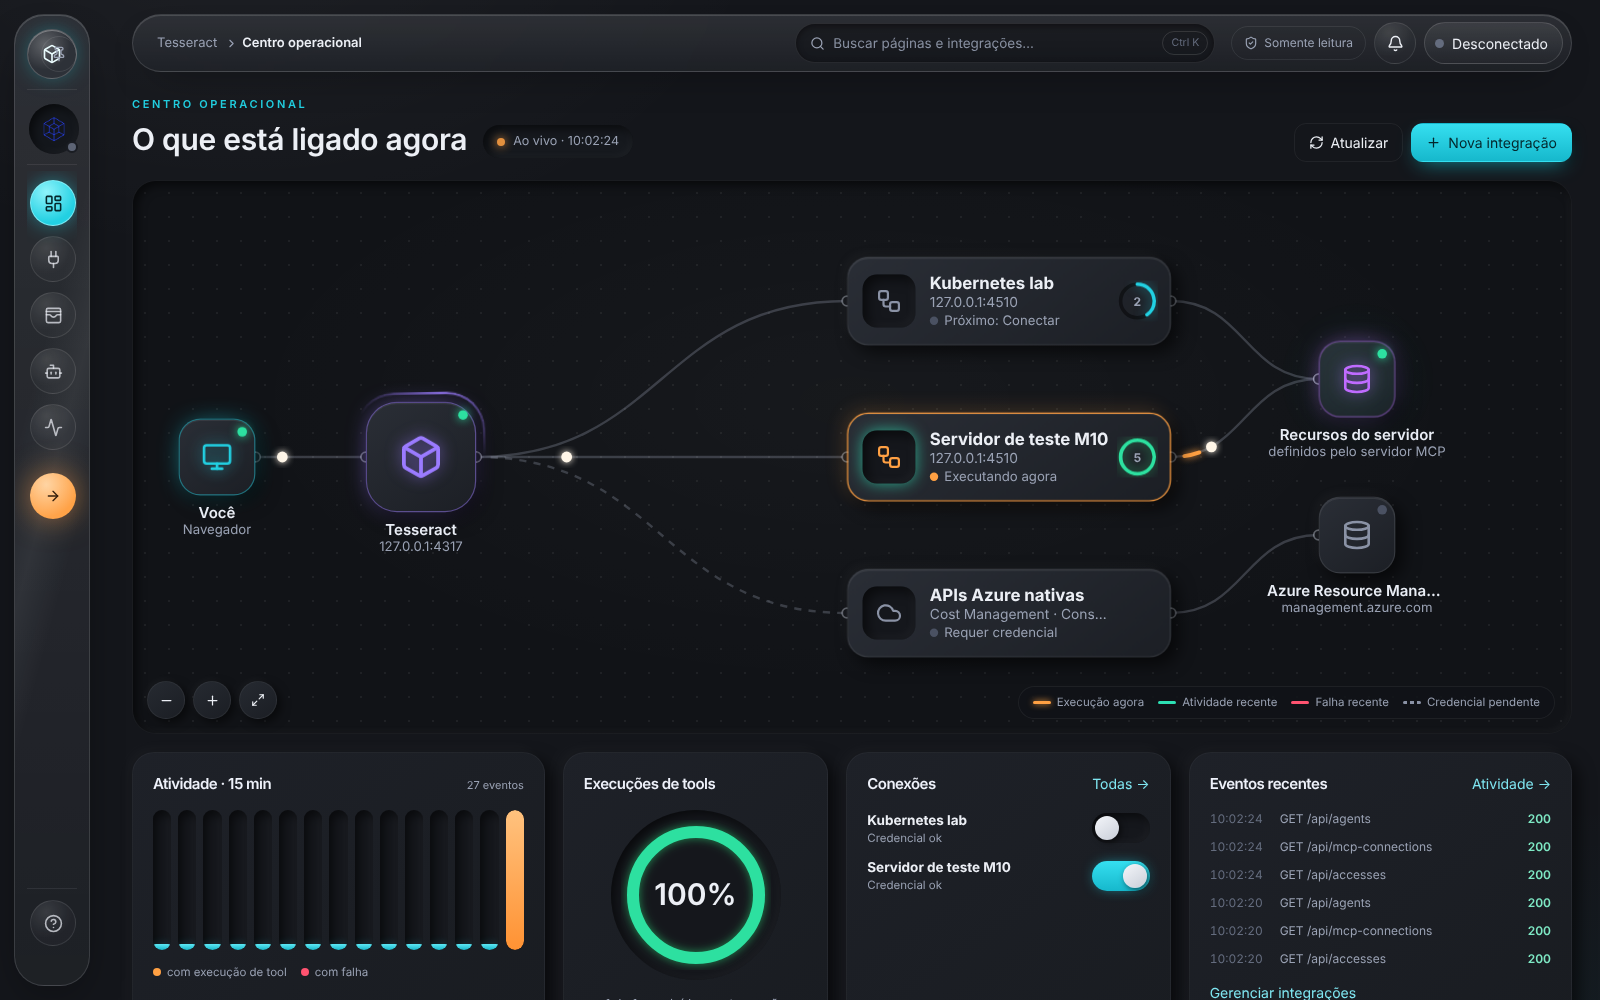 Tesseract > Centro operacional
Buscar páginas e integrações...
Ctrl K
Somente leitura
Desconectado
CENTRO OPERACIONAL
O que está ligado agora
Ao vivo · 10:02:24
Atualizar
+ Nova integração
Kubernetes lab
127.0.0.1:4510
Próximo: Conectar
2
Recursos do servidor
definidos pelo servidor MCP
Servidor de teste M10
127.0.0.1:4510
Executando agora
5
Você
Navegador
Tesseract
127.0.0.1:4317
APIs Azure nativas
Cost Management · Cons...
Requer credencial
Azure Resource Mana...
management.azure.com
Execução agora
Atividade recente
Falha recente
Credencial pendente
Atividade · 15 min
27 eventos
com execução de tool
com falha
Execuções de tools
100%
Conexões
Todas →
Kubernetes lab
Credencial ok
Servidor de teste M10
Credencial ok
Eventos recentes
Atividade →
10:02:24 GET /api/agents 200
10:02:24 GET /api/mcp-connections 200
10:02:24 GET /api/accesses 200
10:02:20 GET /api/agents 200
10:02:20 GET /api/mcp-connections 200
10:02:20 GET /api/accesses 200
Gerenciar integrações